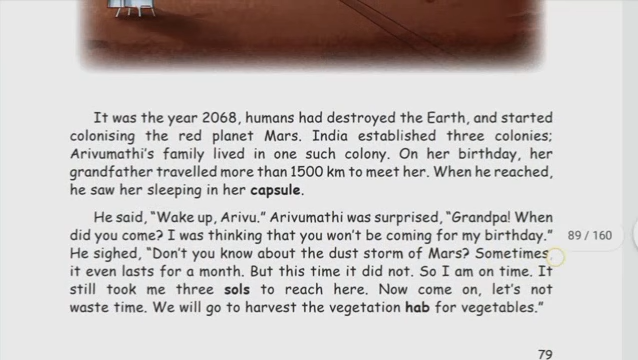 It was the year 2068, humans had destroyed the Earth, and started
colonising the red planet Mars. India established three colonies;
Arivumathi's family lived in one such colony. On her birthday, her
grandfather travelled more than 1500 km to meet her. When he reached,
he saw her sleeping in her capsule.
He said, "Wake up, Arivu." Arivumathi was surprised, "Grandpa! When
did you come? I was thinking that you won't be coming for my birthday."
He sighed, "Don't you know about the dust storm of Mars? Sometimes,
it even lasts for a month. But this time it did not. So I am on time. It
still took me three sols to reach here. Now come on, let's not
waste time. We will go to harvest the vegetation hab for vegetables."
89 / 160
79